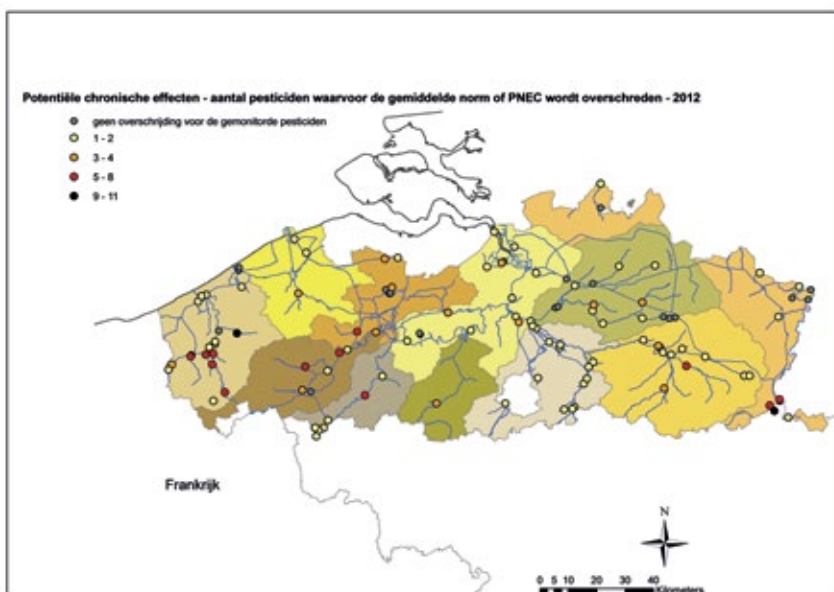 Potentiële chronische effecten - aantal pesticiden waarvoor de gemiddelde norm of PNEC wordt overschreden - 2012
geen overschrijding voor de gemonitorde pesticiden
1 - 2
3 - 4
5 - 8
9 - 11
Frankrijk
N
0 5 10 20 30 40
Kilometers